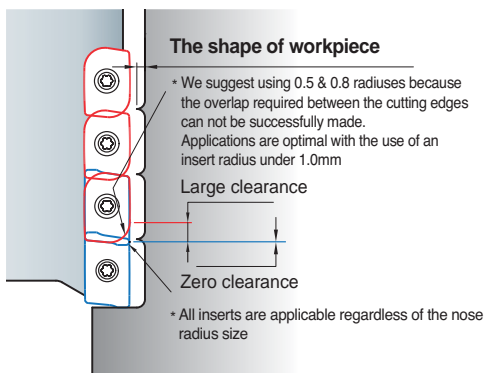 The shape of workpiece
* We suggest using 0.5 & 0.8 radiuses because
the overlap required between the cutting edges
can not be successfully made.
Applications are optimal with the use of an
insert radius under 1.0mm
Large clearance
Zero clearance
* All inserts are applicable regardless of the nose
radius size